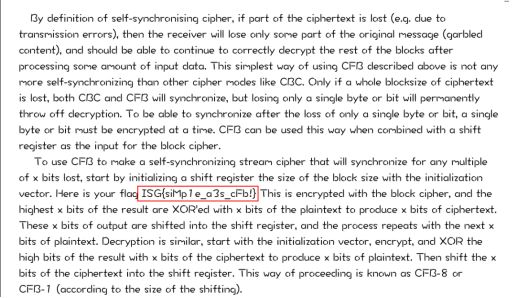 By definition of self-synchronising cipher, if part of the ciphertext is lost (e.g. due to
transmission errors), then the receiver will lose only some part of the original message (garbled
content), and should be able to continue to correctly decrypt the rest of the blocks after
processing some amount of input data. This simplest way of using CFB described above is not any
more self-synchronizing than other cipher modes like CBC. Only if a whole blocksize of ciphertext
is lost, both CBC and CFB will synchronize, but losing only a single byte or bit will permanently
throw off decryption. To be able to synchronize after the loss of only a single byte or bit, a single
byte or bit must be encrypted at a time. CFB can be used this way when combined with a shift
register as the input for the block cipher.
To use CFB to make a self-synchronizing stream cipher that will synchronize for any multiple
of x bits lost, start by initializing a shift register the size of the block size with the initialization
vector. Here is your flag ISG{siMp1e_a3s_cFb!} This is encrypted with the block cipher, and the
highest x bits of the result are XOR'ed with x bits of the plaintext to produce x bits of ciphertext.
These x bits of output are shifted into the shift register, and the process repeats with the next x
bits of plaintext. Decryption is similar, start with the initialization vector, encrypt, and XOR the
high bits of the result with x bits of the ciphertext to produce x bits of plaintext. Then shift the x
bits of the ciphertext into the shift register. This way of proceeding is known as CFB-8 or
CFB-1 (according to the size of the shifting).